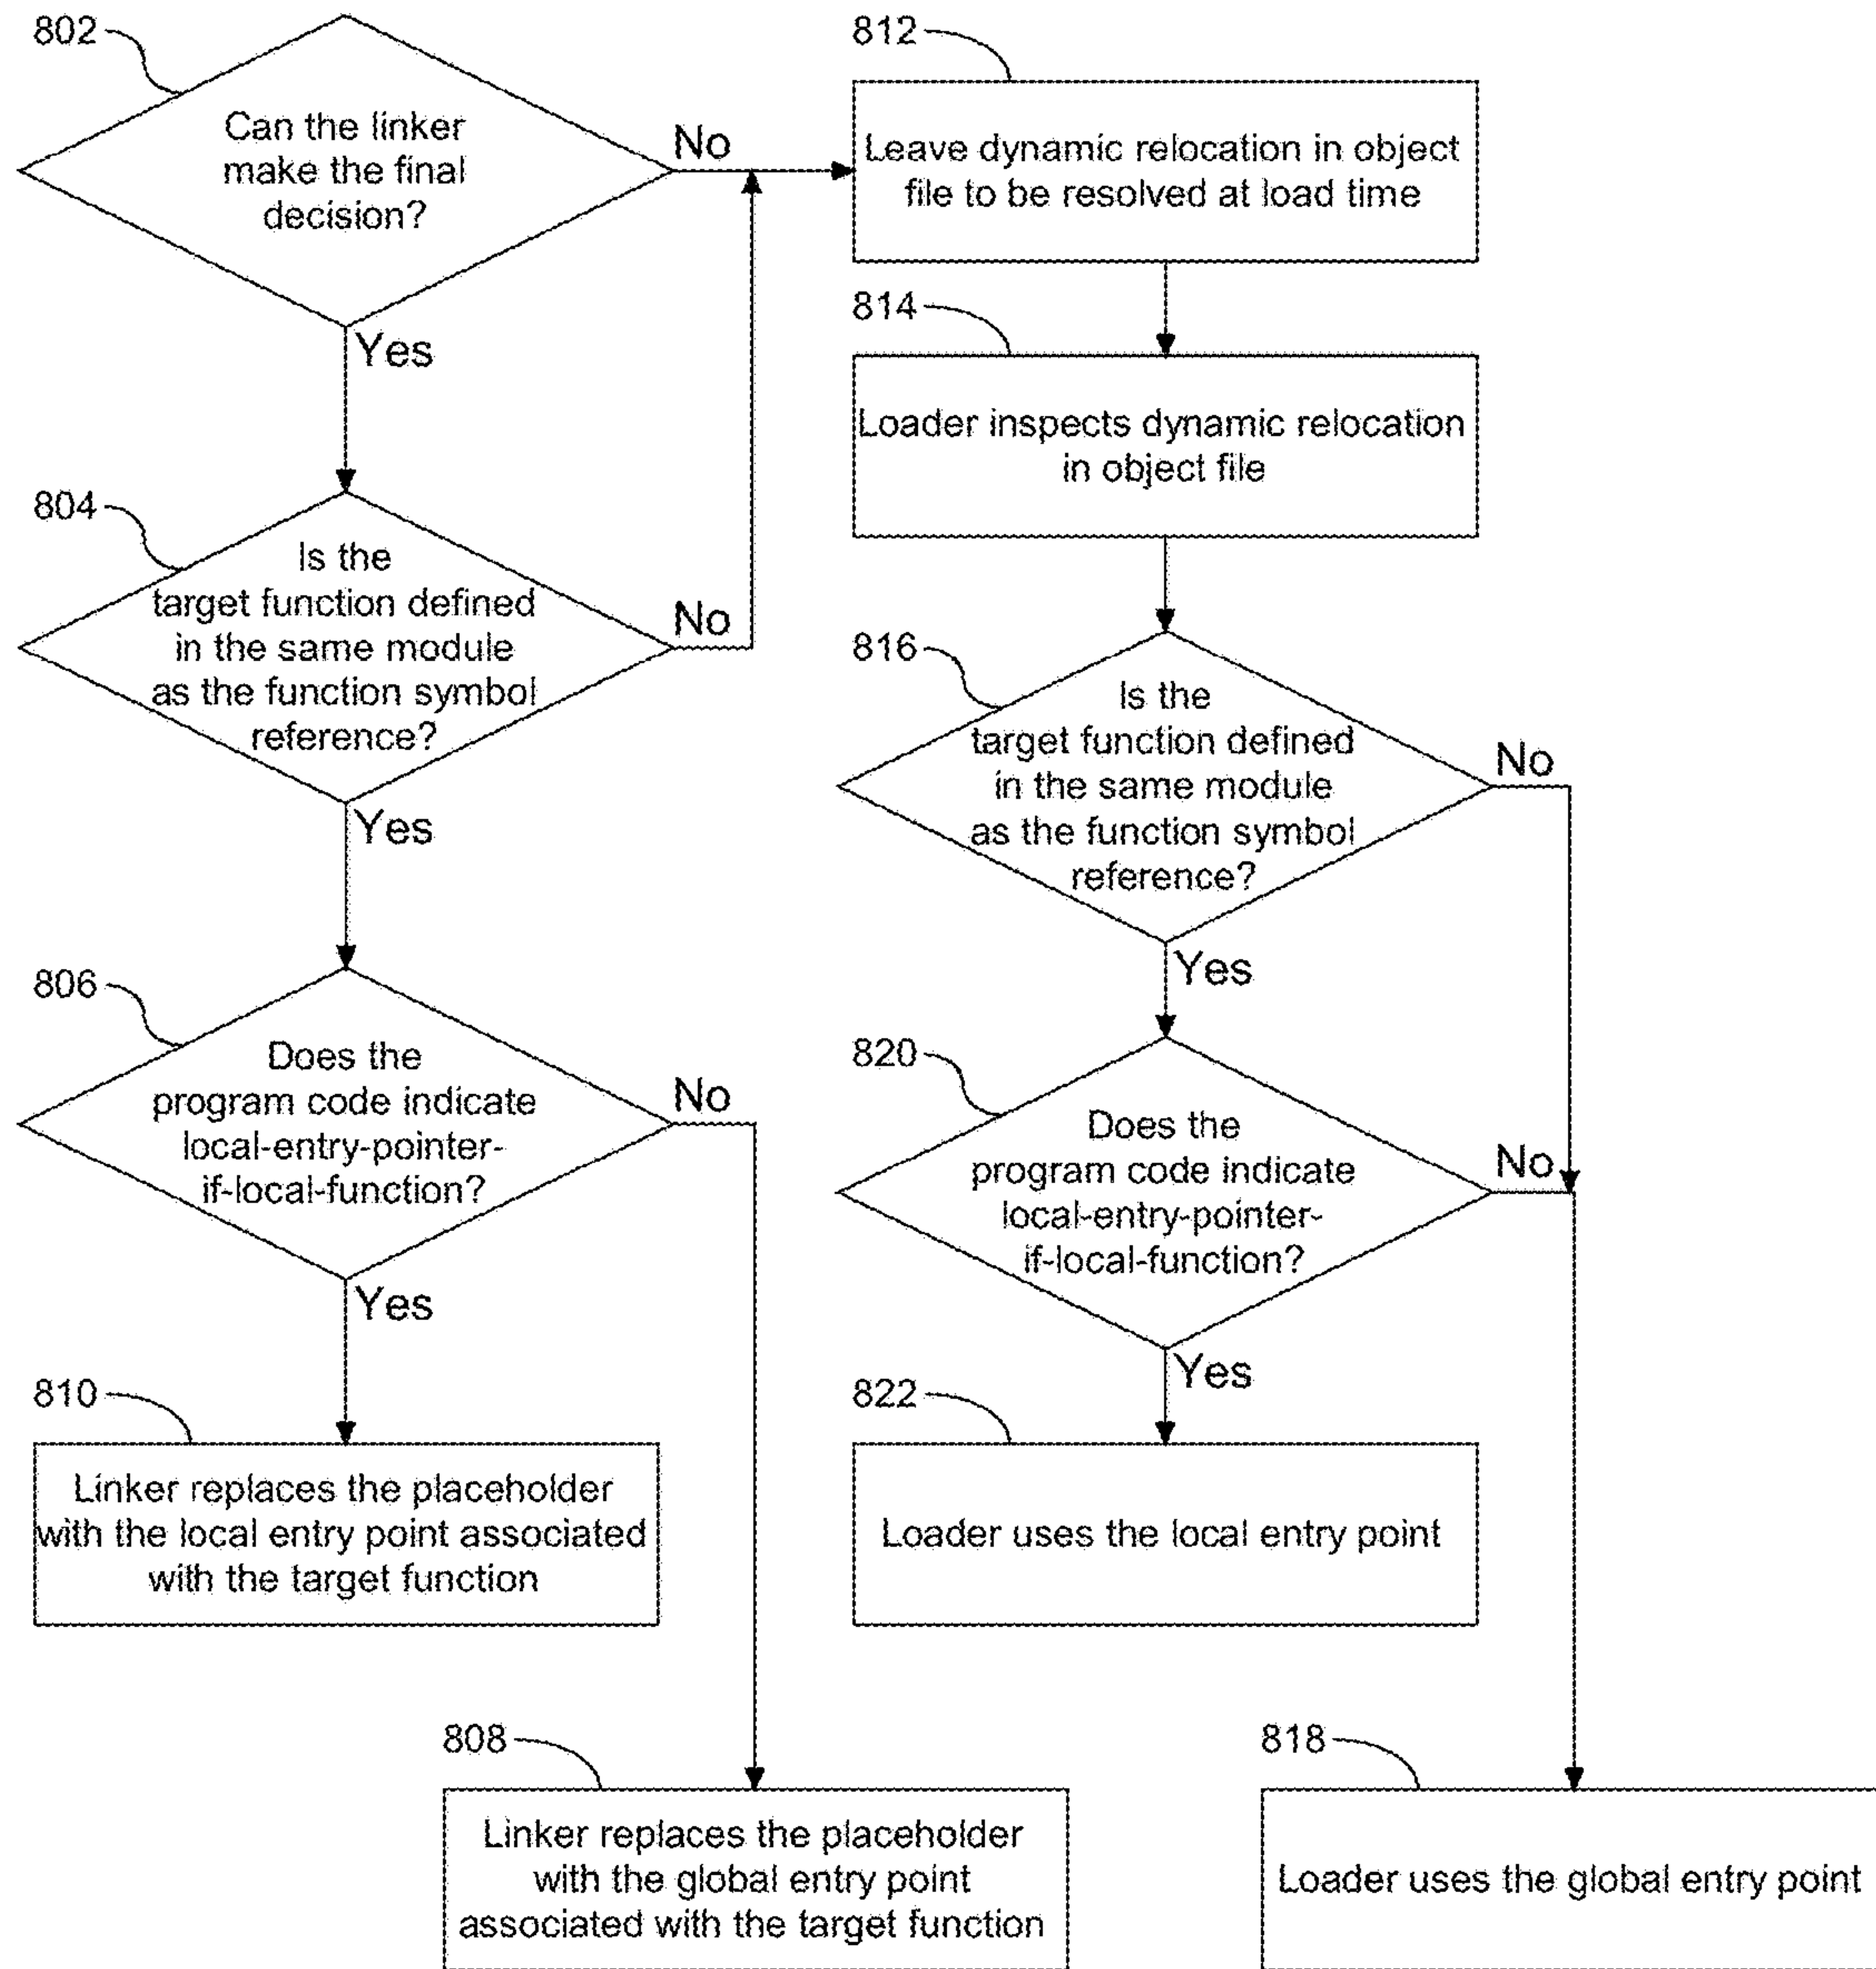 802
Can the linker
make the final
decision?
No
Yes
804
Is the
target function defined
in the same module
as the function symbol
reference?
No
Yes
806
Does the
program code indicate
local-entry-pointer-
if-local-function?
No
Yes
810
Linker replaces the placeholder
with the local entry point associated
with the target function
808
Linker replaces the placeholder
with the global entry point
associated with the target function
812
Leave dynamic relocation in object
file to be resolved at load time
814
Loader inspects dynamic relocation
in object file
816
Is the
target function defined
in the same module
as the function symbol
reference?
No
Yes
820
Does the
program code indicate
local-entry-pointer-
if-local-function?
No
Yes
822
Loader uses the local entry point
818
Loader uses the global entry point